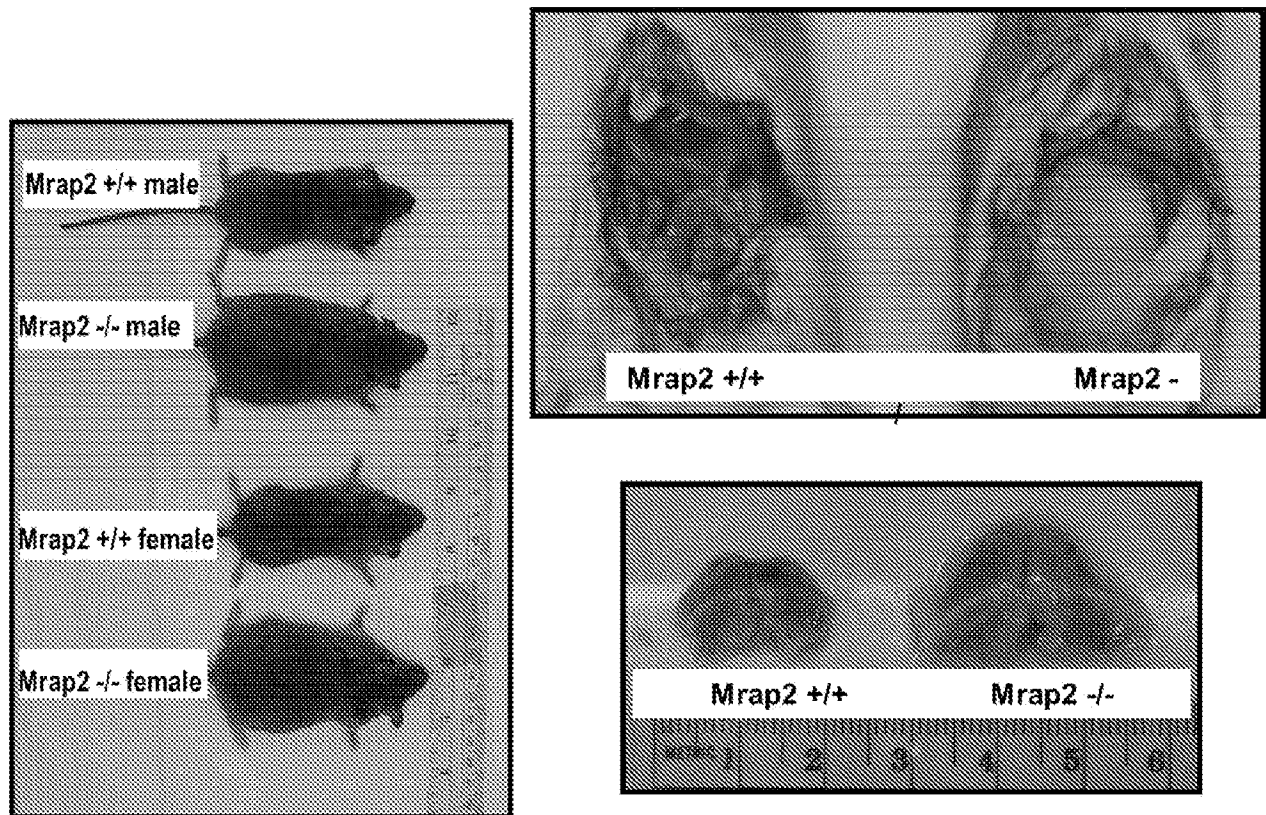 Mrap2 +/+ male
Mrap2 -/- male
Mrap2 +/+ female
Mrap2 -/- female
Mrap2 +/+ Mrap2 -
/
Mrap2 +/+ Mrap2 -/-
1 2 3 4 5 6